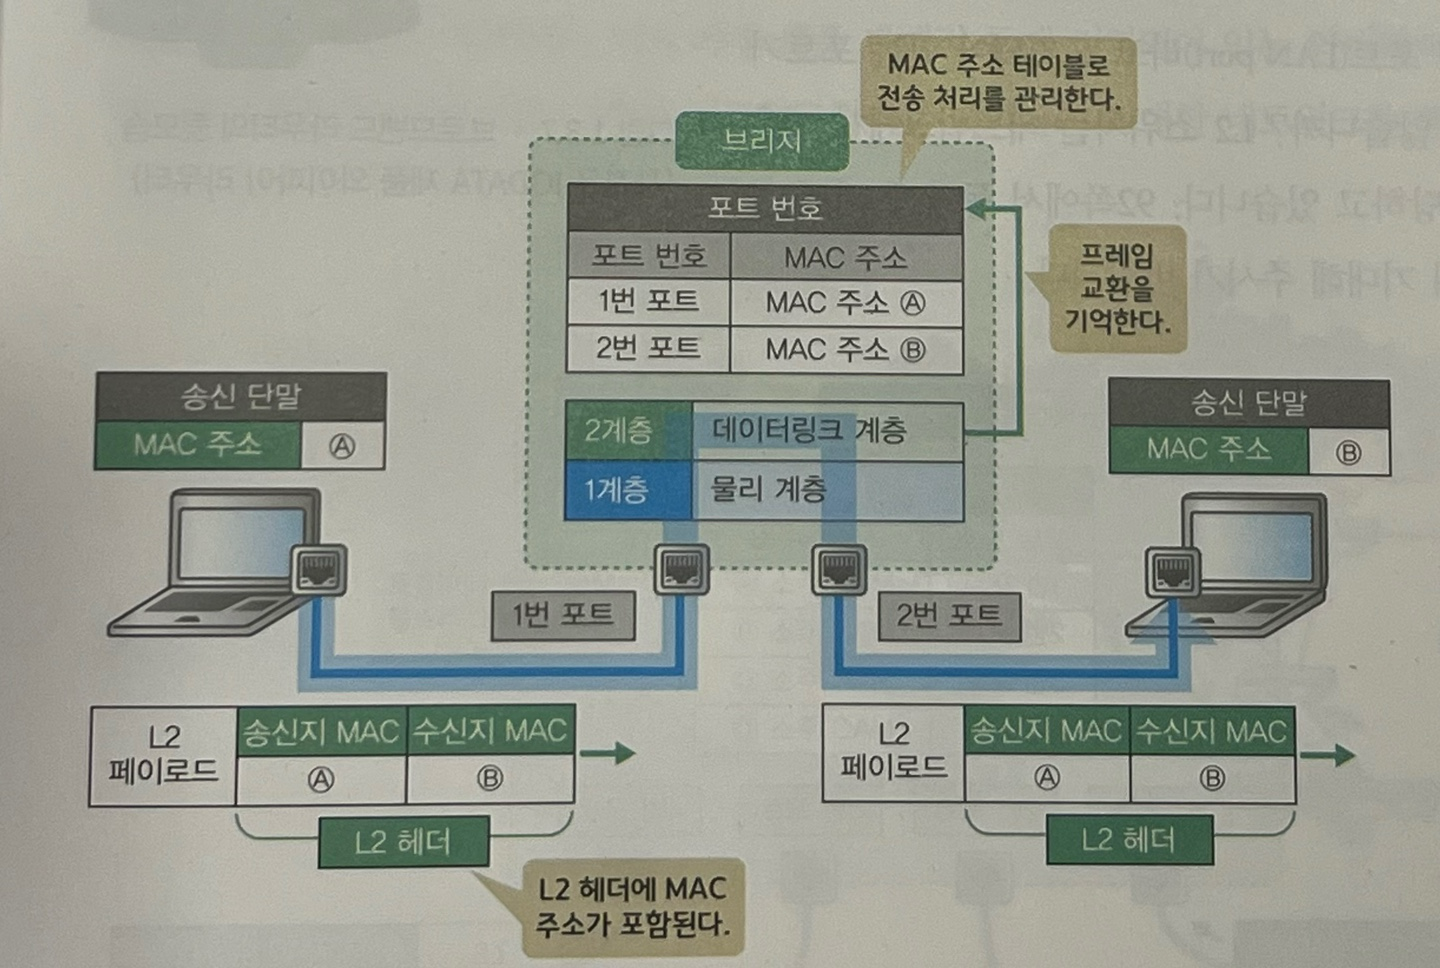 MAC 주소 테이블로
전송 처리를 관리한다.
브리지
포트 번호
포트 번호 MAC 주소
1번 포트 MAC 주소 Ⓐ
2번 포트 MAC 주소 Ⓑ
프레임
교환을
기억한다.
송신 단말
MAC 주소 Ⓐ
2계층 데이터링크 계층
1계층 물리 계층
송신 단말
MAC 주소 Ⓑ
1번 포트
2번 포트
L2
페이로드
송신지 MAC 수신지 MAC
Ⓐ Ⓑ
L2 헤더
L2 헤더에 MAC
주소가 포함된다.
L2
페이로드
송신지 MAC 수신지 MAC
Ⓐ Ⓑ
L2 헤더